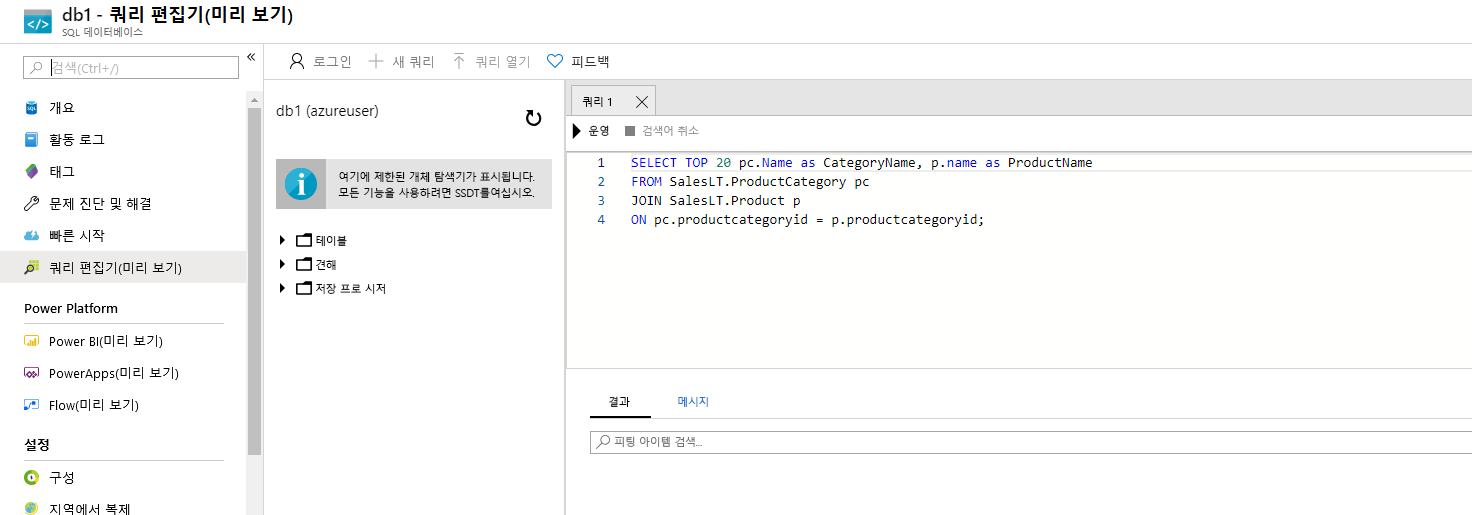 db1 - 쿼리 편집기(미리 보기)
SQL 데이터베이스
검색(Ctrl+/)
개요
활동 로그
태그
문제 진단 및 해결
빠른 시작
쿼리 편집기(미리 보기)
Power Platform
Power BI(미리 보기)
PowerApps(미리 보기)
Flow(미리 보기)
설정
구성
지역에서 복제
로그인 새 쿼리 쿼리 열기 피드백
db1 (azureuser)
여기에 제한된 개체 탐색기가 표시됩니다.
모든 기능을 사용하려면 SSDT를여십시오.
테이블
견해
저장 프로 시저
쿼리 1
운영 검색어 취소
1 SELECT TOP 20 pc.Name as CategoryName, p.name as ProductName
2 FROM SalesLT.ProductCategory pc
3 JOIN SalesLT.Product p
4 ON pc.productcategoryid = p.productcategoryid;
결과 메시지
피팅 아이템 검색...